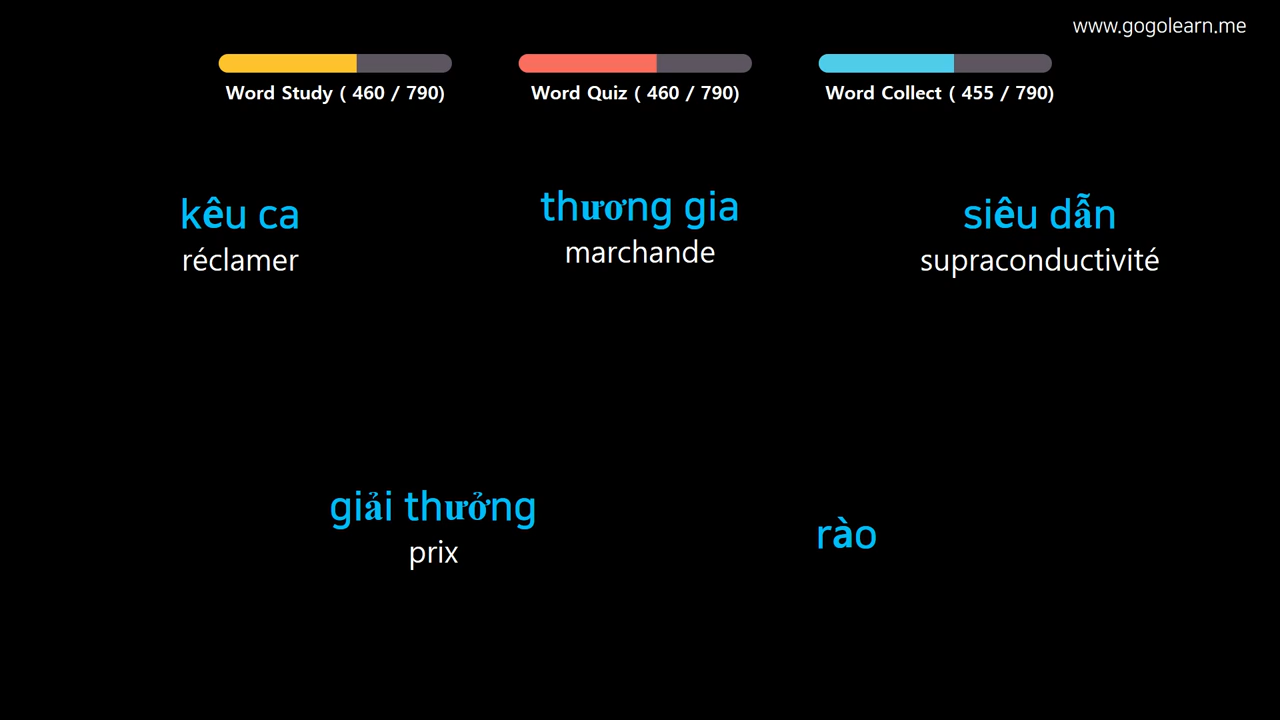 www.gogolearn.me
Word Study ( 460 / 790)
Word Quiz ( 460 / 790)
Word Collect ( 455 / 790)
kêu ca
réclamer
thương gia
marchande
siêu dẫn
supraconductivité
giải thưởng
prix
rào